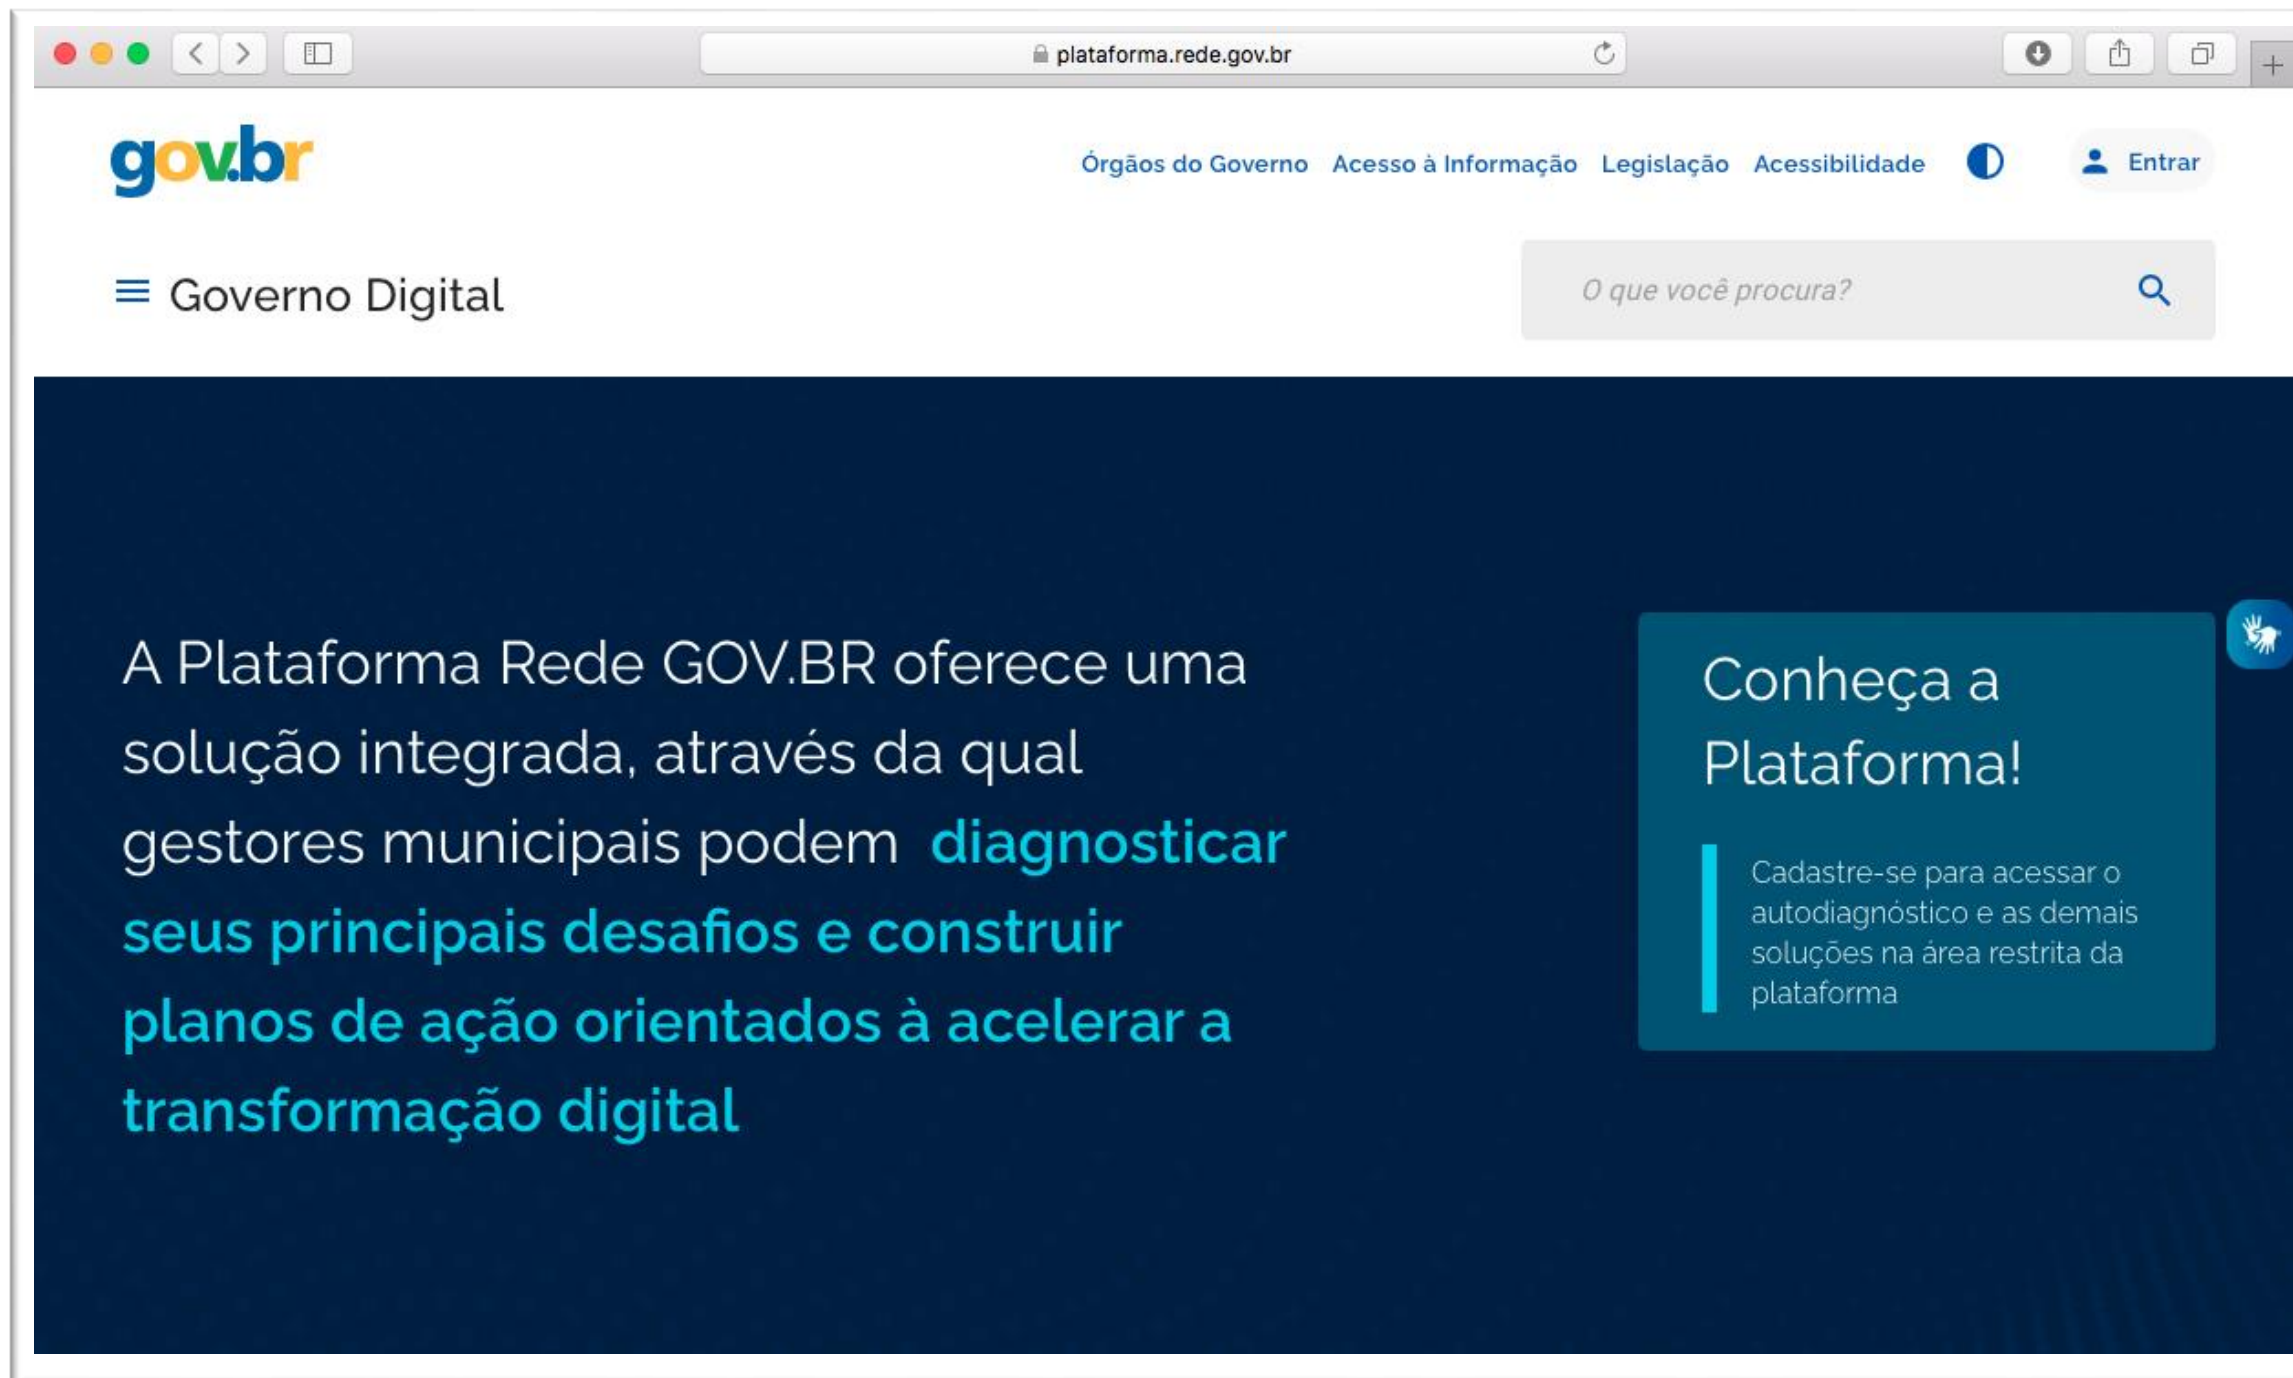 plataforma.rede.gov.br
gov.br
Órgãos do Governo Acesso à Informação Legislação Acessibilidade Entrar
Governo Digital
O que você procura?
A Plataforma Rede GOV.BR oferece uma
solução integrada, através da qual
gestores municipais podem diagnosticar
seus principais desafios e construir
planos de ação orientados à acelerar a
transformação digital
Conheça a
Plataforma!
Cadastre-se para acessar o
autodiagnóstico e as demais
soluções na área restrita da
plataforma